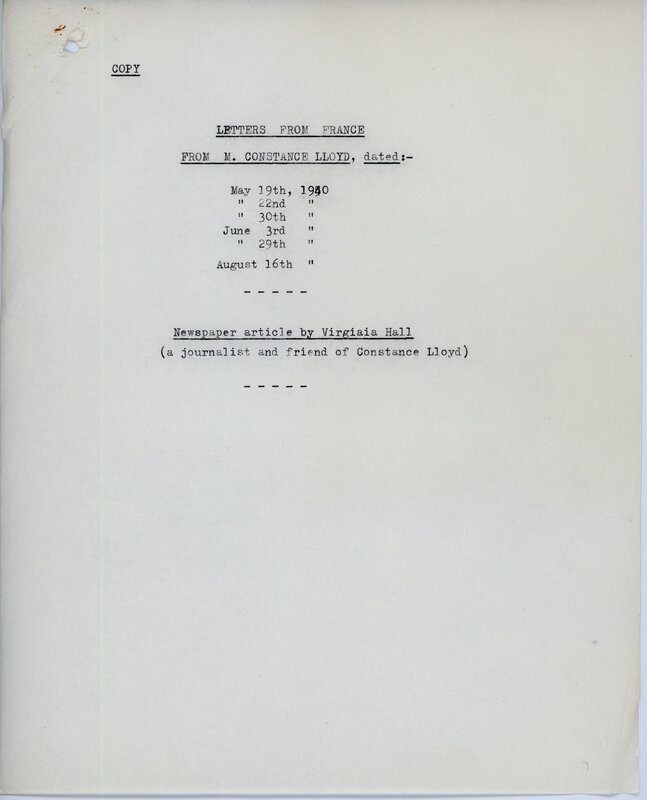 COPY
LETTERS FROM FRANCE
FROM M. CONSTANCE LLOYD, dated:-
May 19th, 1940
" 22nd "
" 30th "
June 3rd "
" 29th "
August 16th "
- - - - -
Newspaper article by Virgiaia Hall
(a journalist and friend of Constance Lloyd)
- - - - -